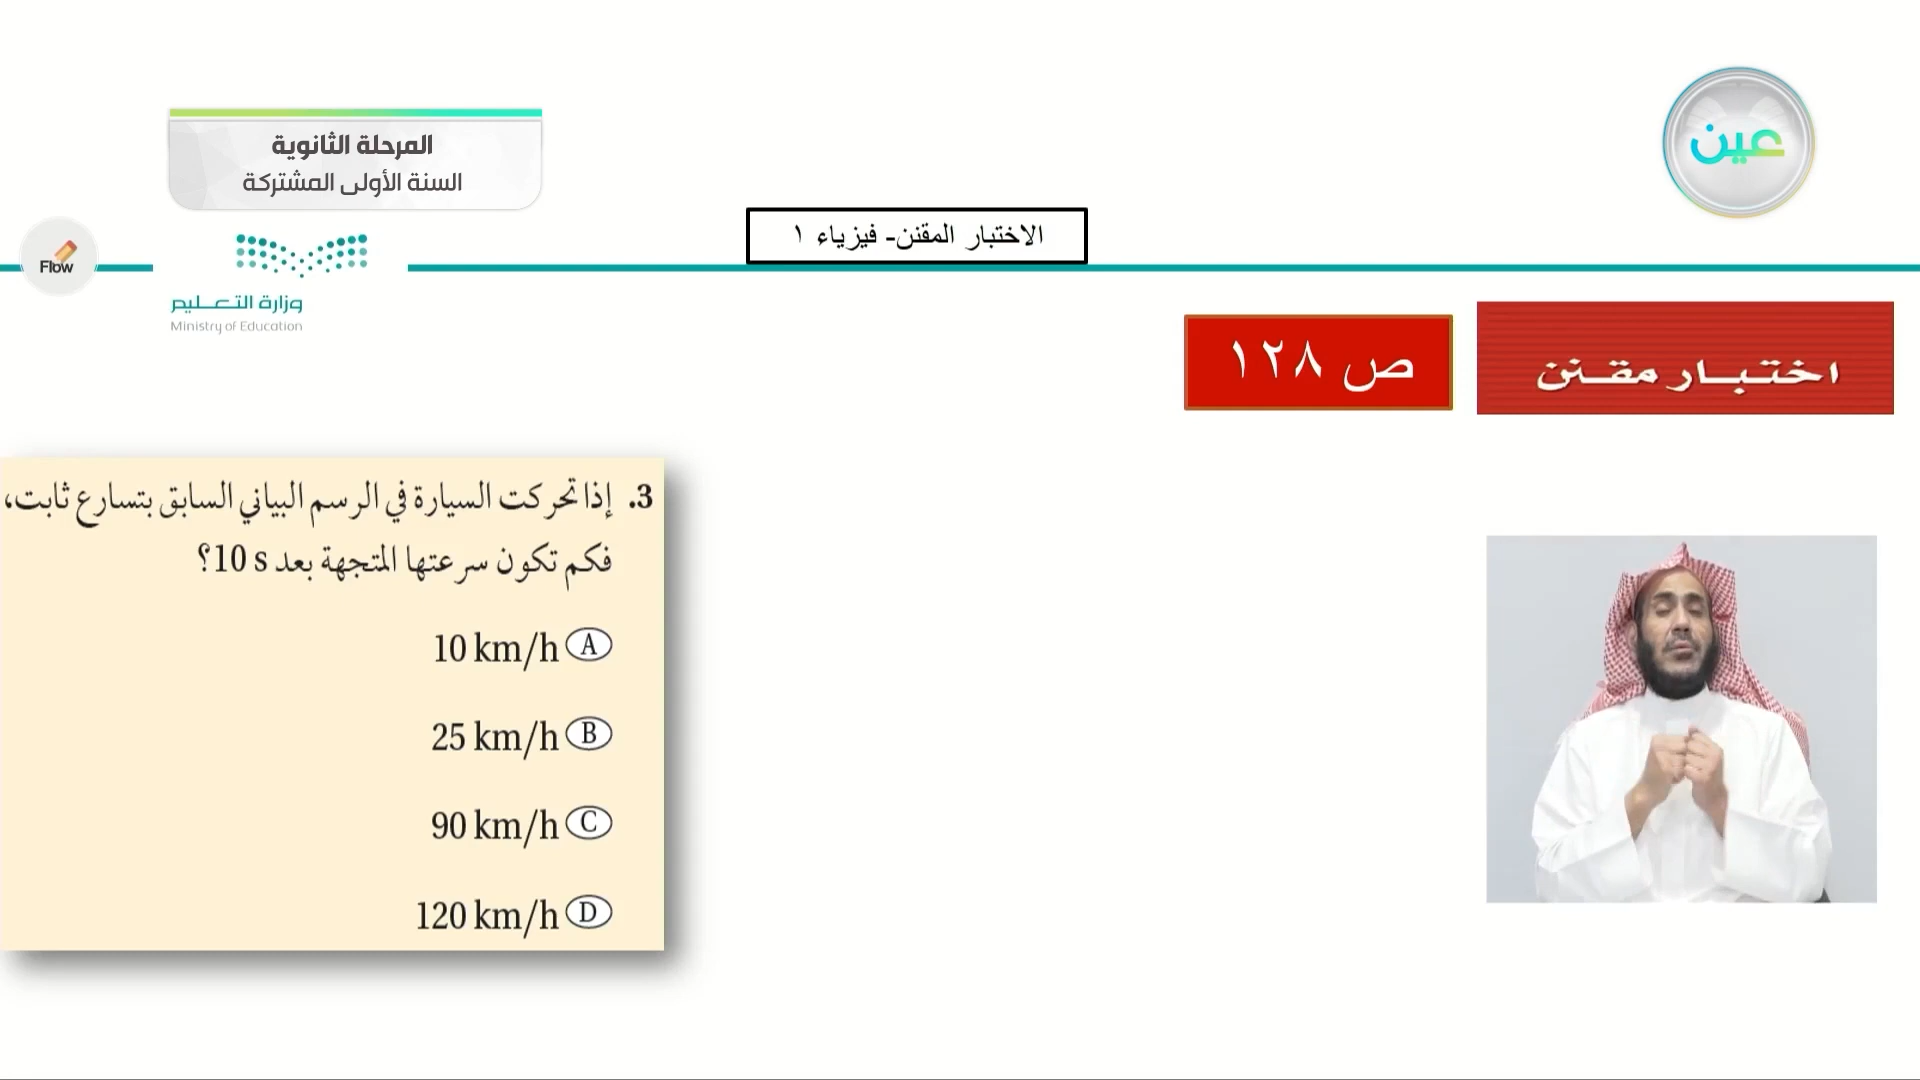 عين
المرحلة الثانوية
السنة الأولى المشتركة
الاختبار المقنن- فيزياء ١
Flow
وزارة التعليم
Ministry of Education
اختبار مقنن
ص ١٢٨
3. إذا تحركت السيارة في الرسم البياني السابق بتسارع ثابت،
فكم تكون سرعتها المتجهة بعد 10 s؟
A 10 km/h
B 25 km/h
C 90 km/h
D 120 km/h